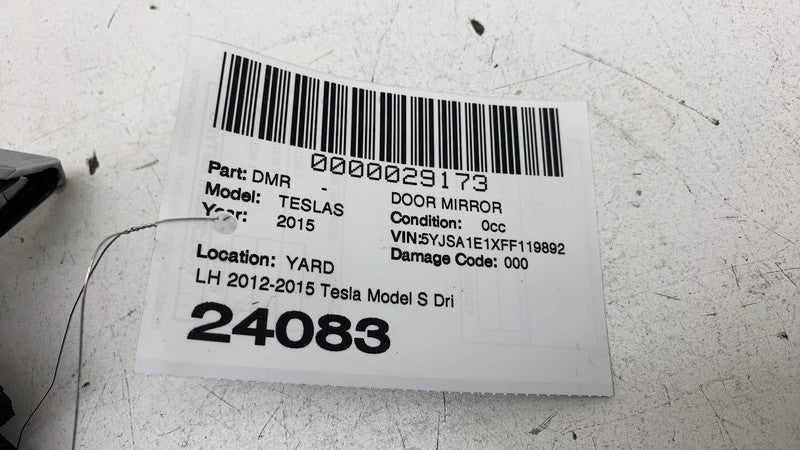 0000029173
Part: DMR - DOOR MIRROR
Model: TESLAS Condition: 0cc
Year: 2015 VIN:5YJSA1E1XFF119892
Location: YARD Damage Code: 000
LH 2012-2015 Tesla Model S Dri
24083